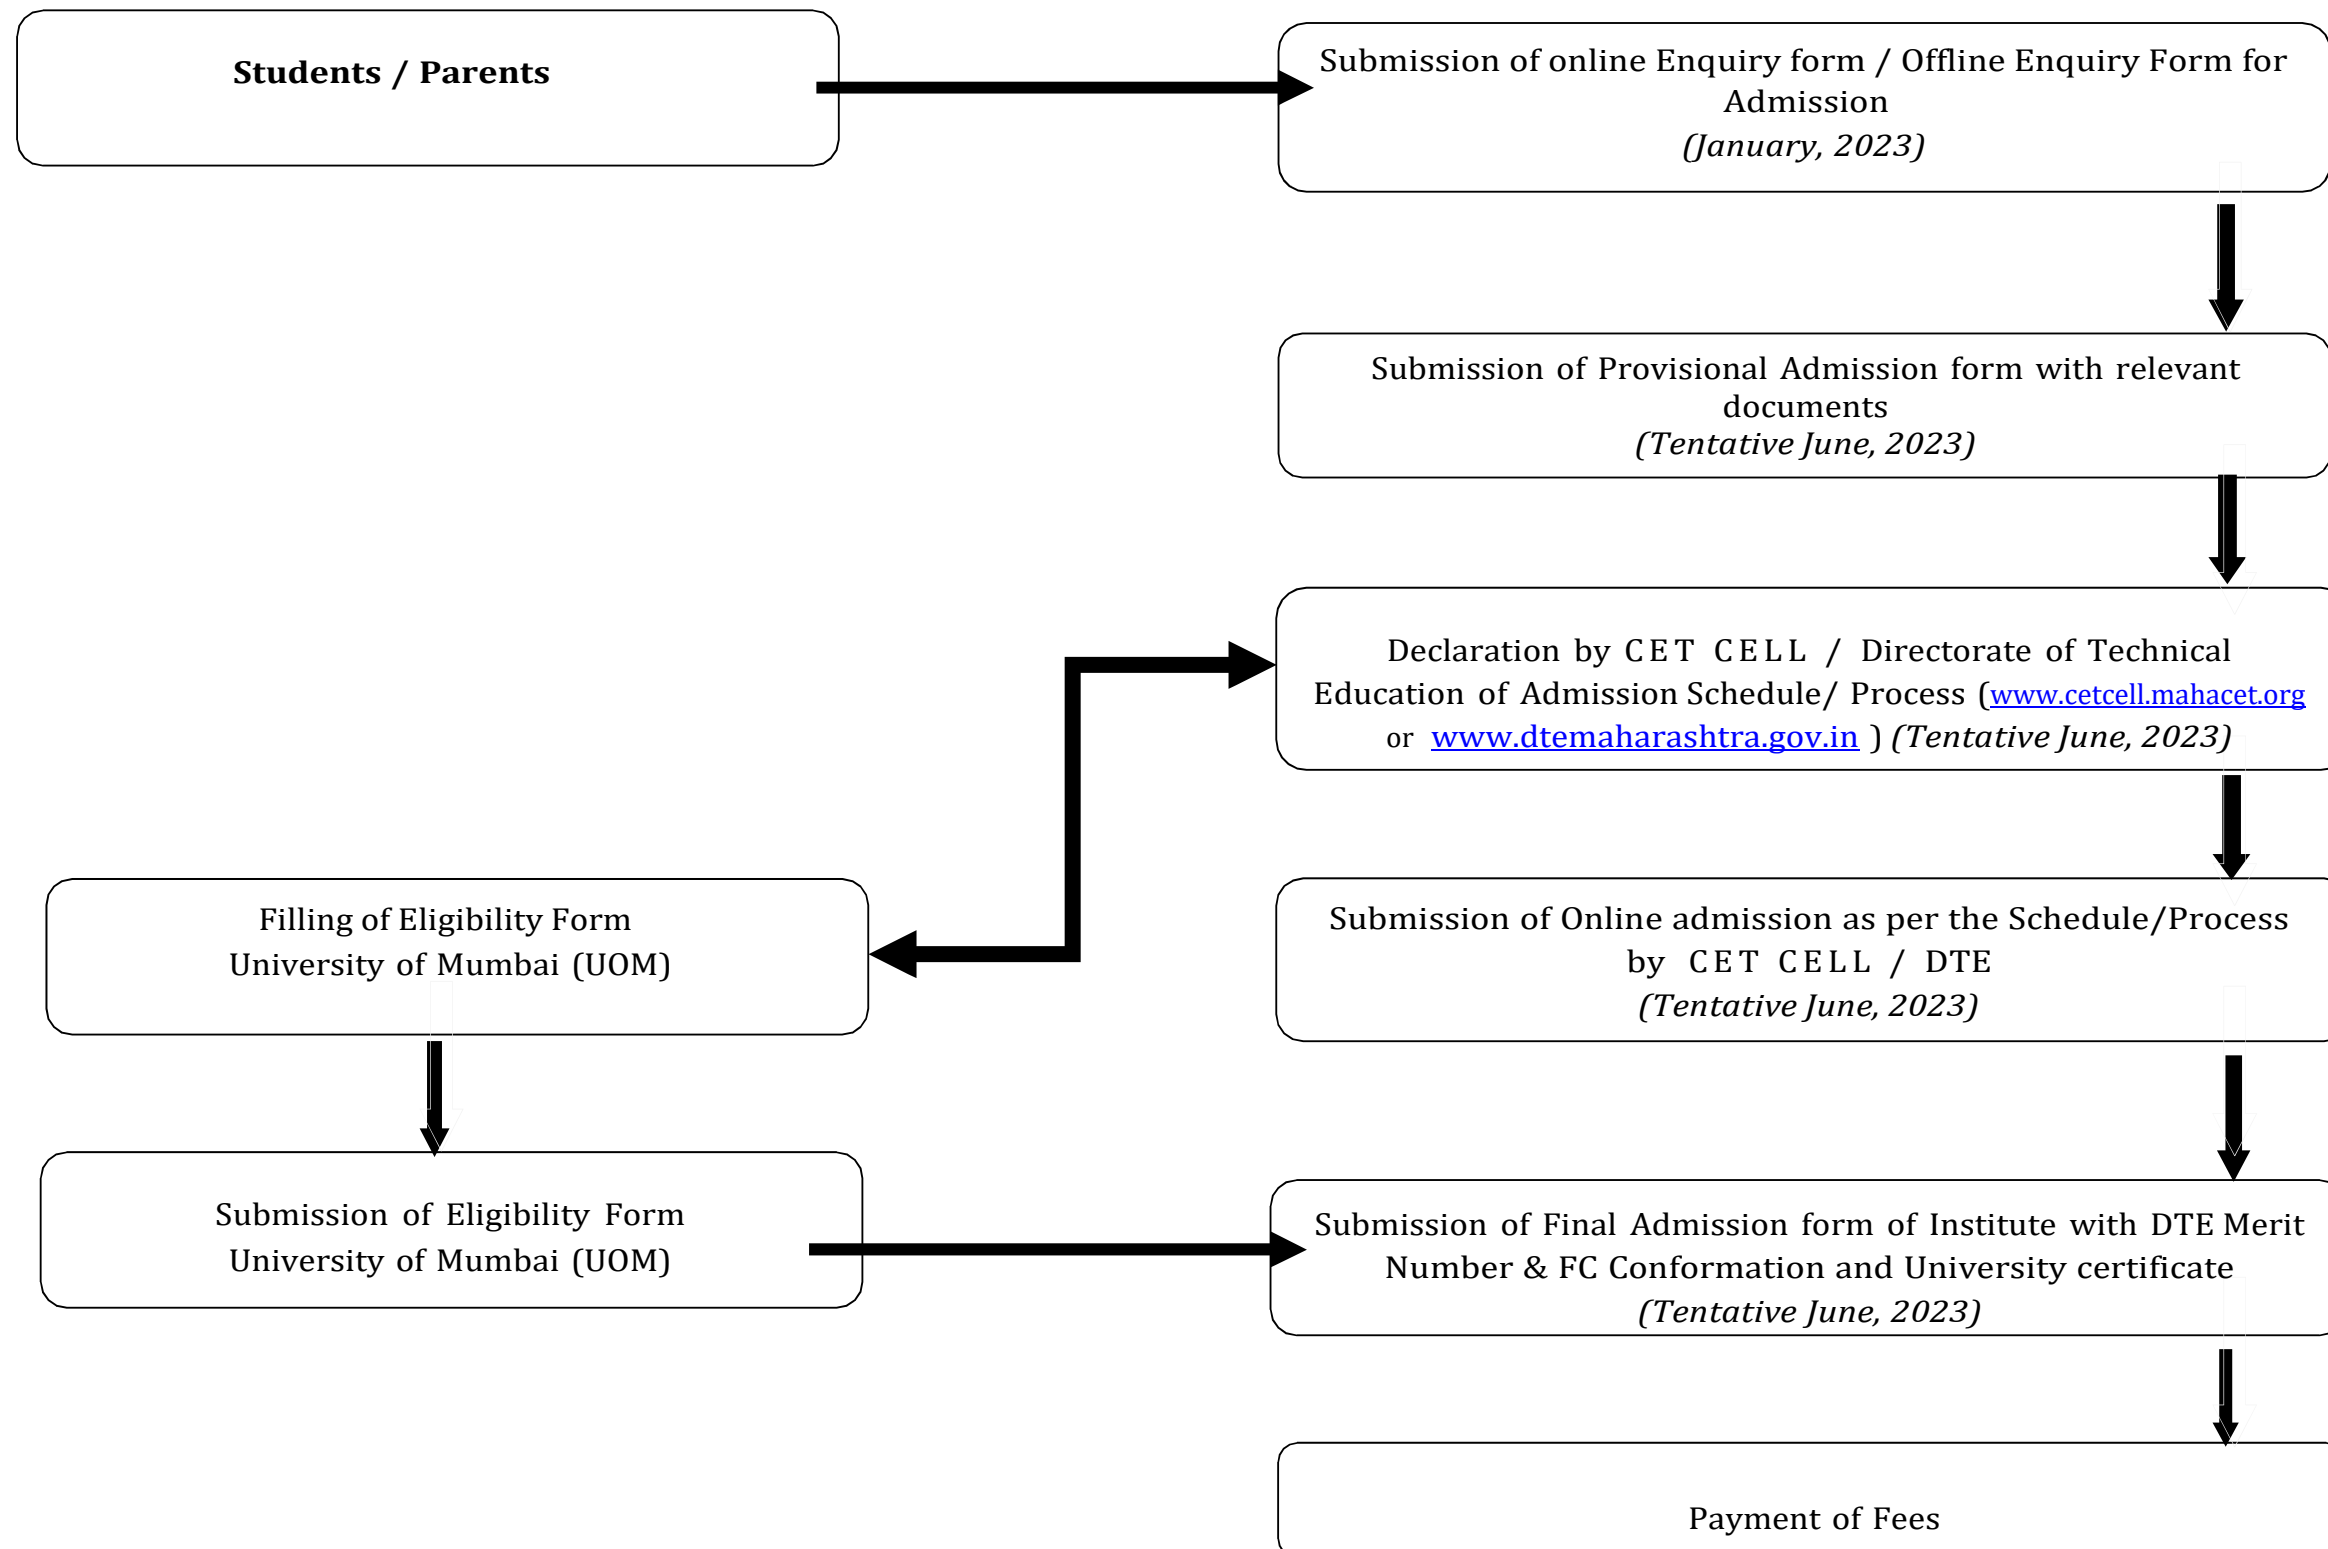 Students / Parents
Submission of online Enquiry form / Offline Enquiry Form for
Admission
(January, 2023)
Submission of Provisional Admission form with relevant
documents
(Tentative June, 2023)
Declaration by CET CELL / Directorate of Technical
Education of Admission Schedule/ Process (www.cetcell.mahacet.org
or www.dtemaharashtra.gov.in ) (Tentative June, 2023)
Filling of Eligibility Form
University of Mumbai (UOM)
Submission of Online admission as per the Schedule/Process
by CET CELL / DTE
(Tentative June, 2023)
Submission of Eligibility Form
University of Mumbai (UOM)
Submission of Final Admission form of Institute with DTE Merit
Number & FC Conformation and University certificate
(Tentative June, 2023)
Payment of Fees